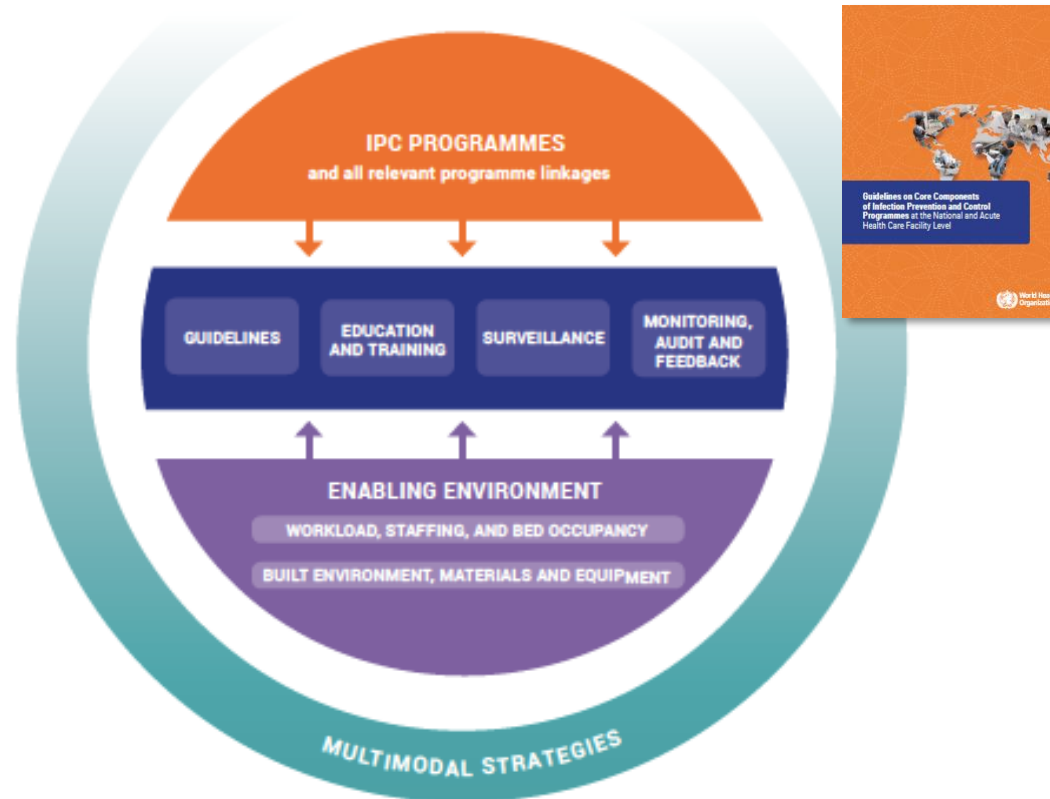 IPC PROGRAMMES
and all relevant programme linkages
GUIDELINES
EDUCATION
AND TRAINING
SURVEILLANCE
MONITORING,
AUDIT AND
FEEDBACK
ENABLING ENVIRONMENT
WORKLOAD, STAFFING, AND BED OCCUPANCY
BUILT ENVIRONMENT, MATERIALS AND EQUIPMENT
MULTIMODAL STRATEGIES
Guidelines on Core Components
of Infection Prevention and Control
Programmes at the National and Acute
Health Care Facility Level
World